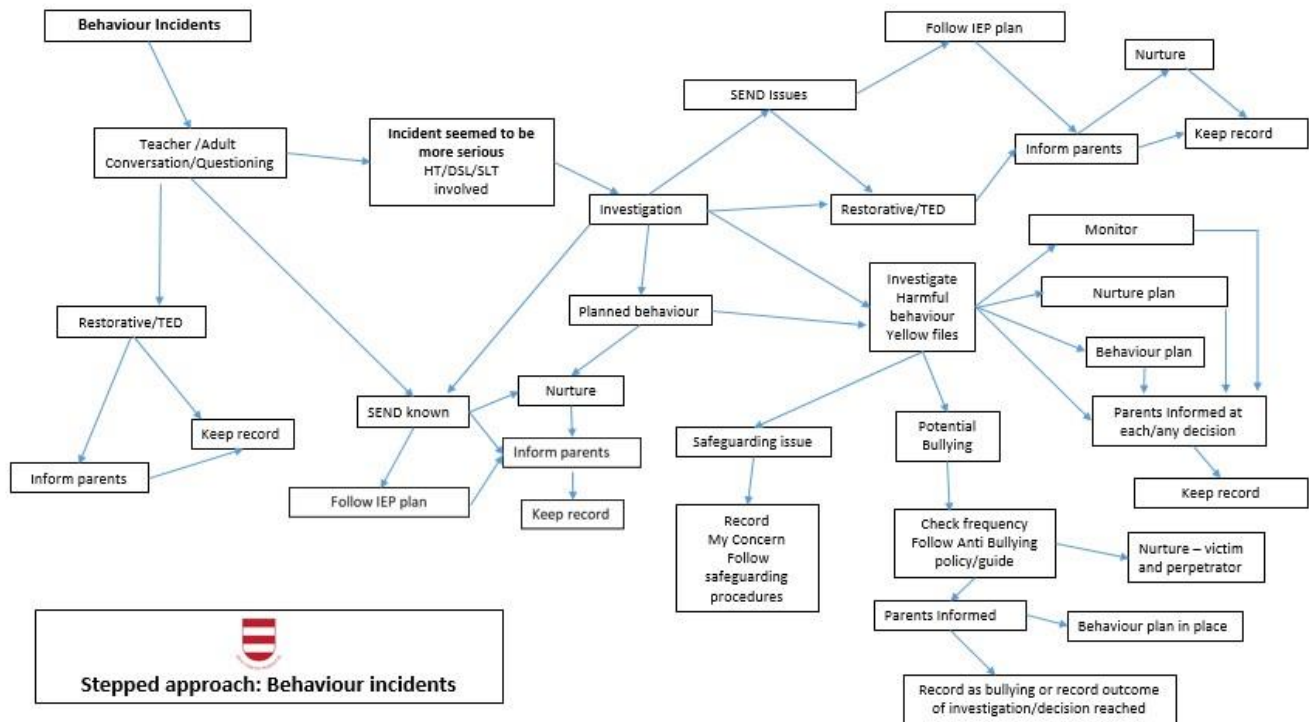 Behaviour Incidents
Teacher /Adult
Conversation/Questioning
Incident seemed to be
more serious
HT/DSL/SLT
involved
Investigation
SEND Issues
Follow IEP plan
Nurture
Inform parents
Keep record
Restorative/TED
Monitor
Investigate
Harmful
behaviour
Yellow files
Nurture plan
Behaviour plan
Parents Informed at
each/any decision
Keep record
Planned behaviour
Restorative/TED
Keep record
Inform parents
SEND known
Nurture
Inform parents
Follow IEP plan
Keep record
Safeguarding issue
Record
My Concern
Follow
safeguarding
procedures
Potential
Bullying
Check frequency
Follow Anti Bullying
policy/guide
Nurture – victim
and perpetrator
Parents Informed
Behaviour plan in place
Record as bullying or record outcome
of investigation/decision reached
Stepped approach: Behaviour incidents